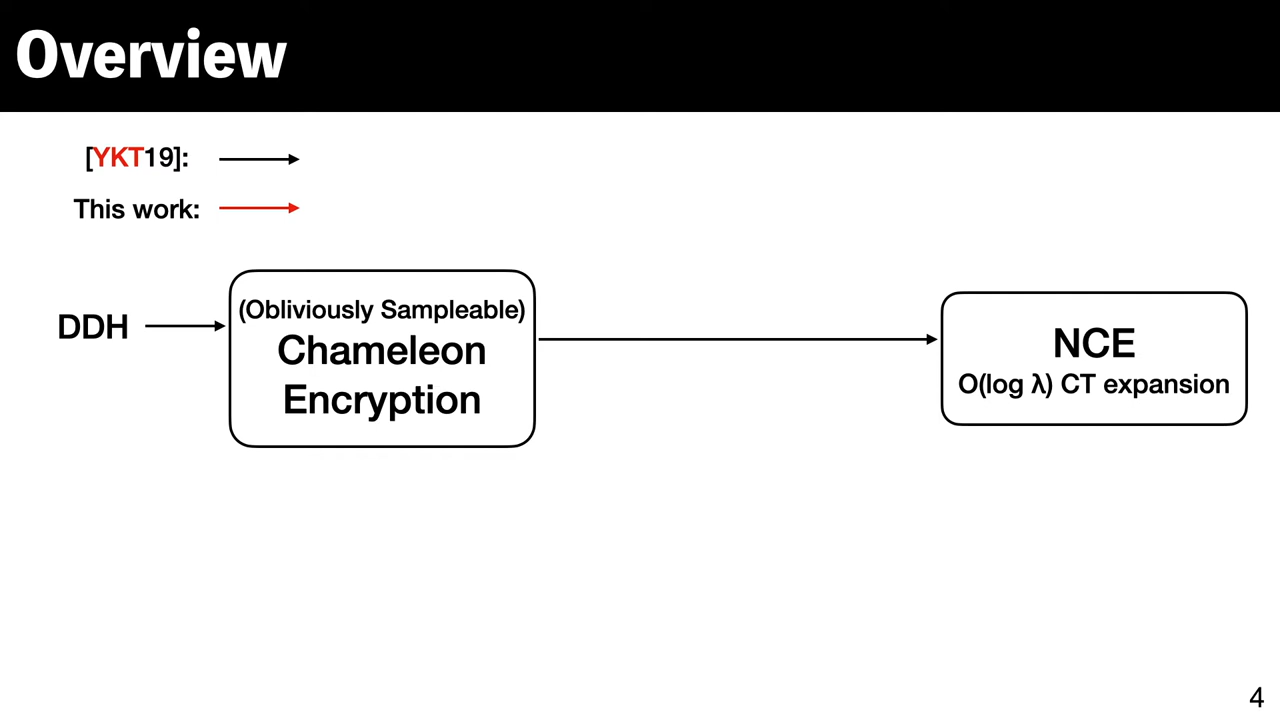 Overview
[YKT19]:
This work:
DDH
(Obliviously Sampleable)
Chameleon
Encryption
NCE
O(log λ) CT expansion
4